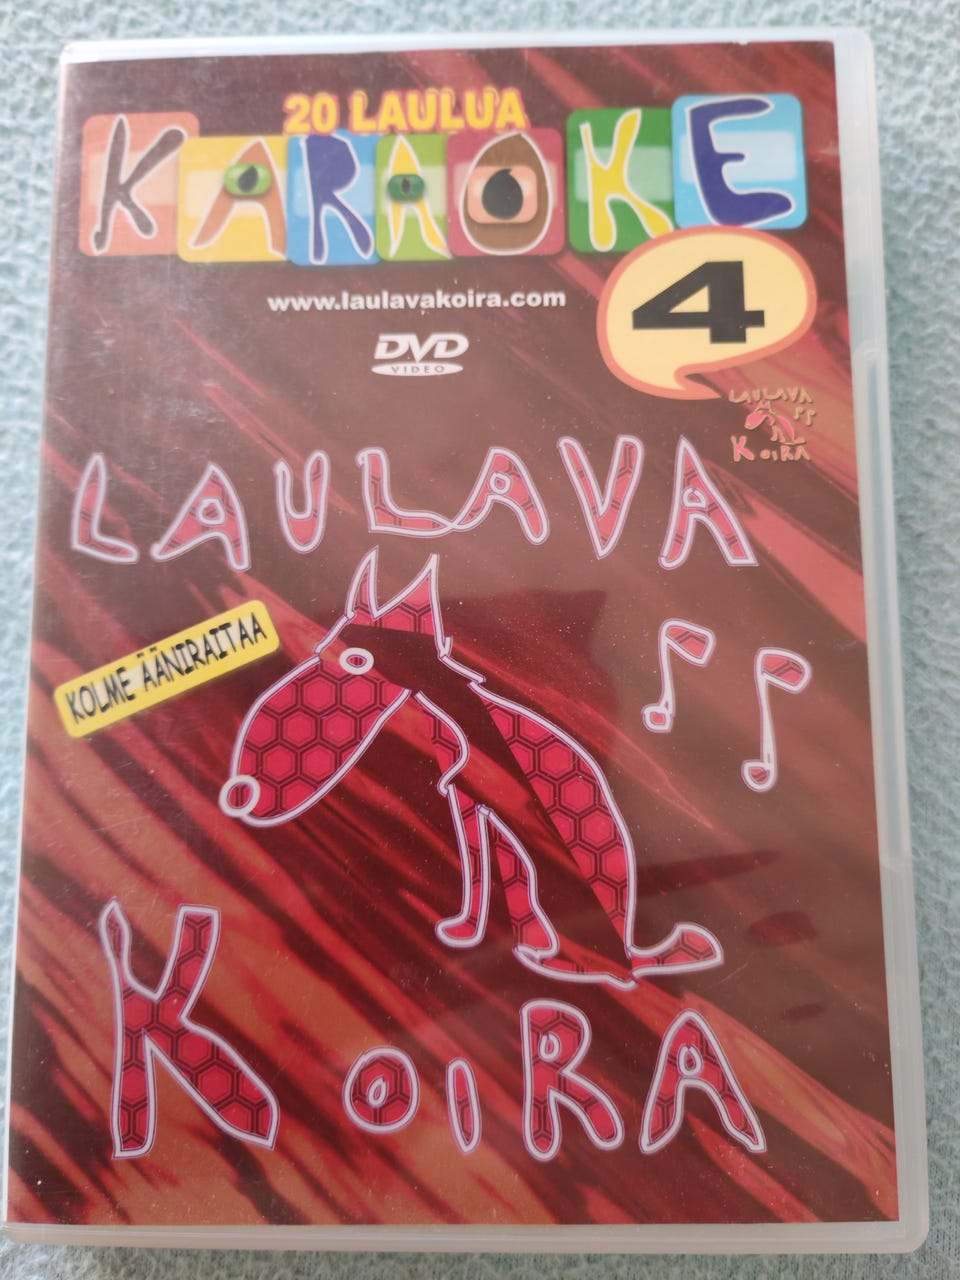 20 LAULUA
KARAOKE
4
www.laulavakoira.com
DVD
VIDEO
LAULAVA
KOIRA
LAULAVA
KOLME ÄÄNIRAITAA
KOIRA